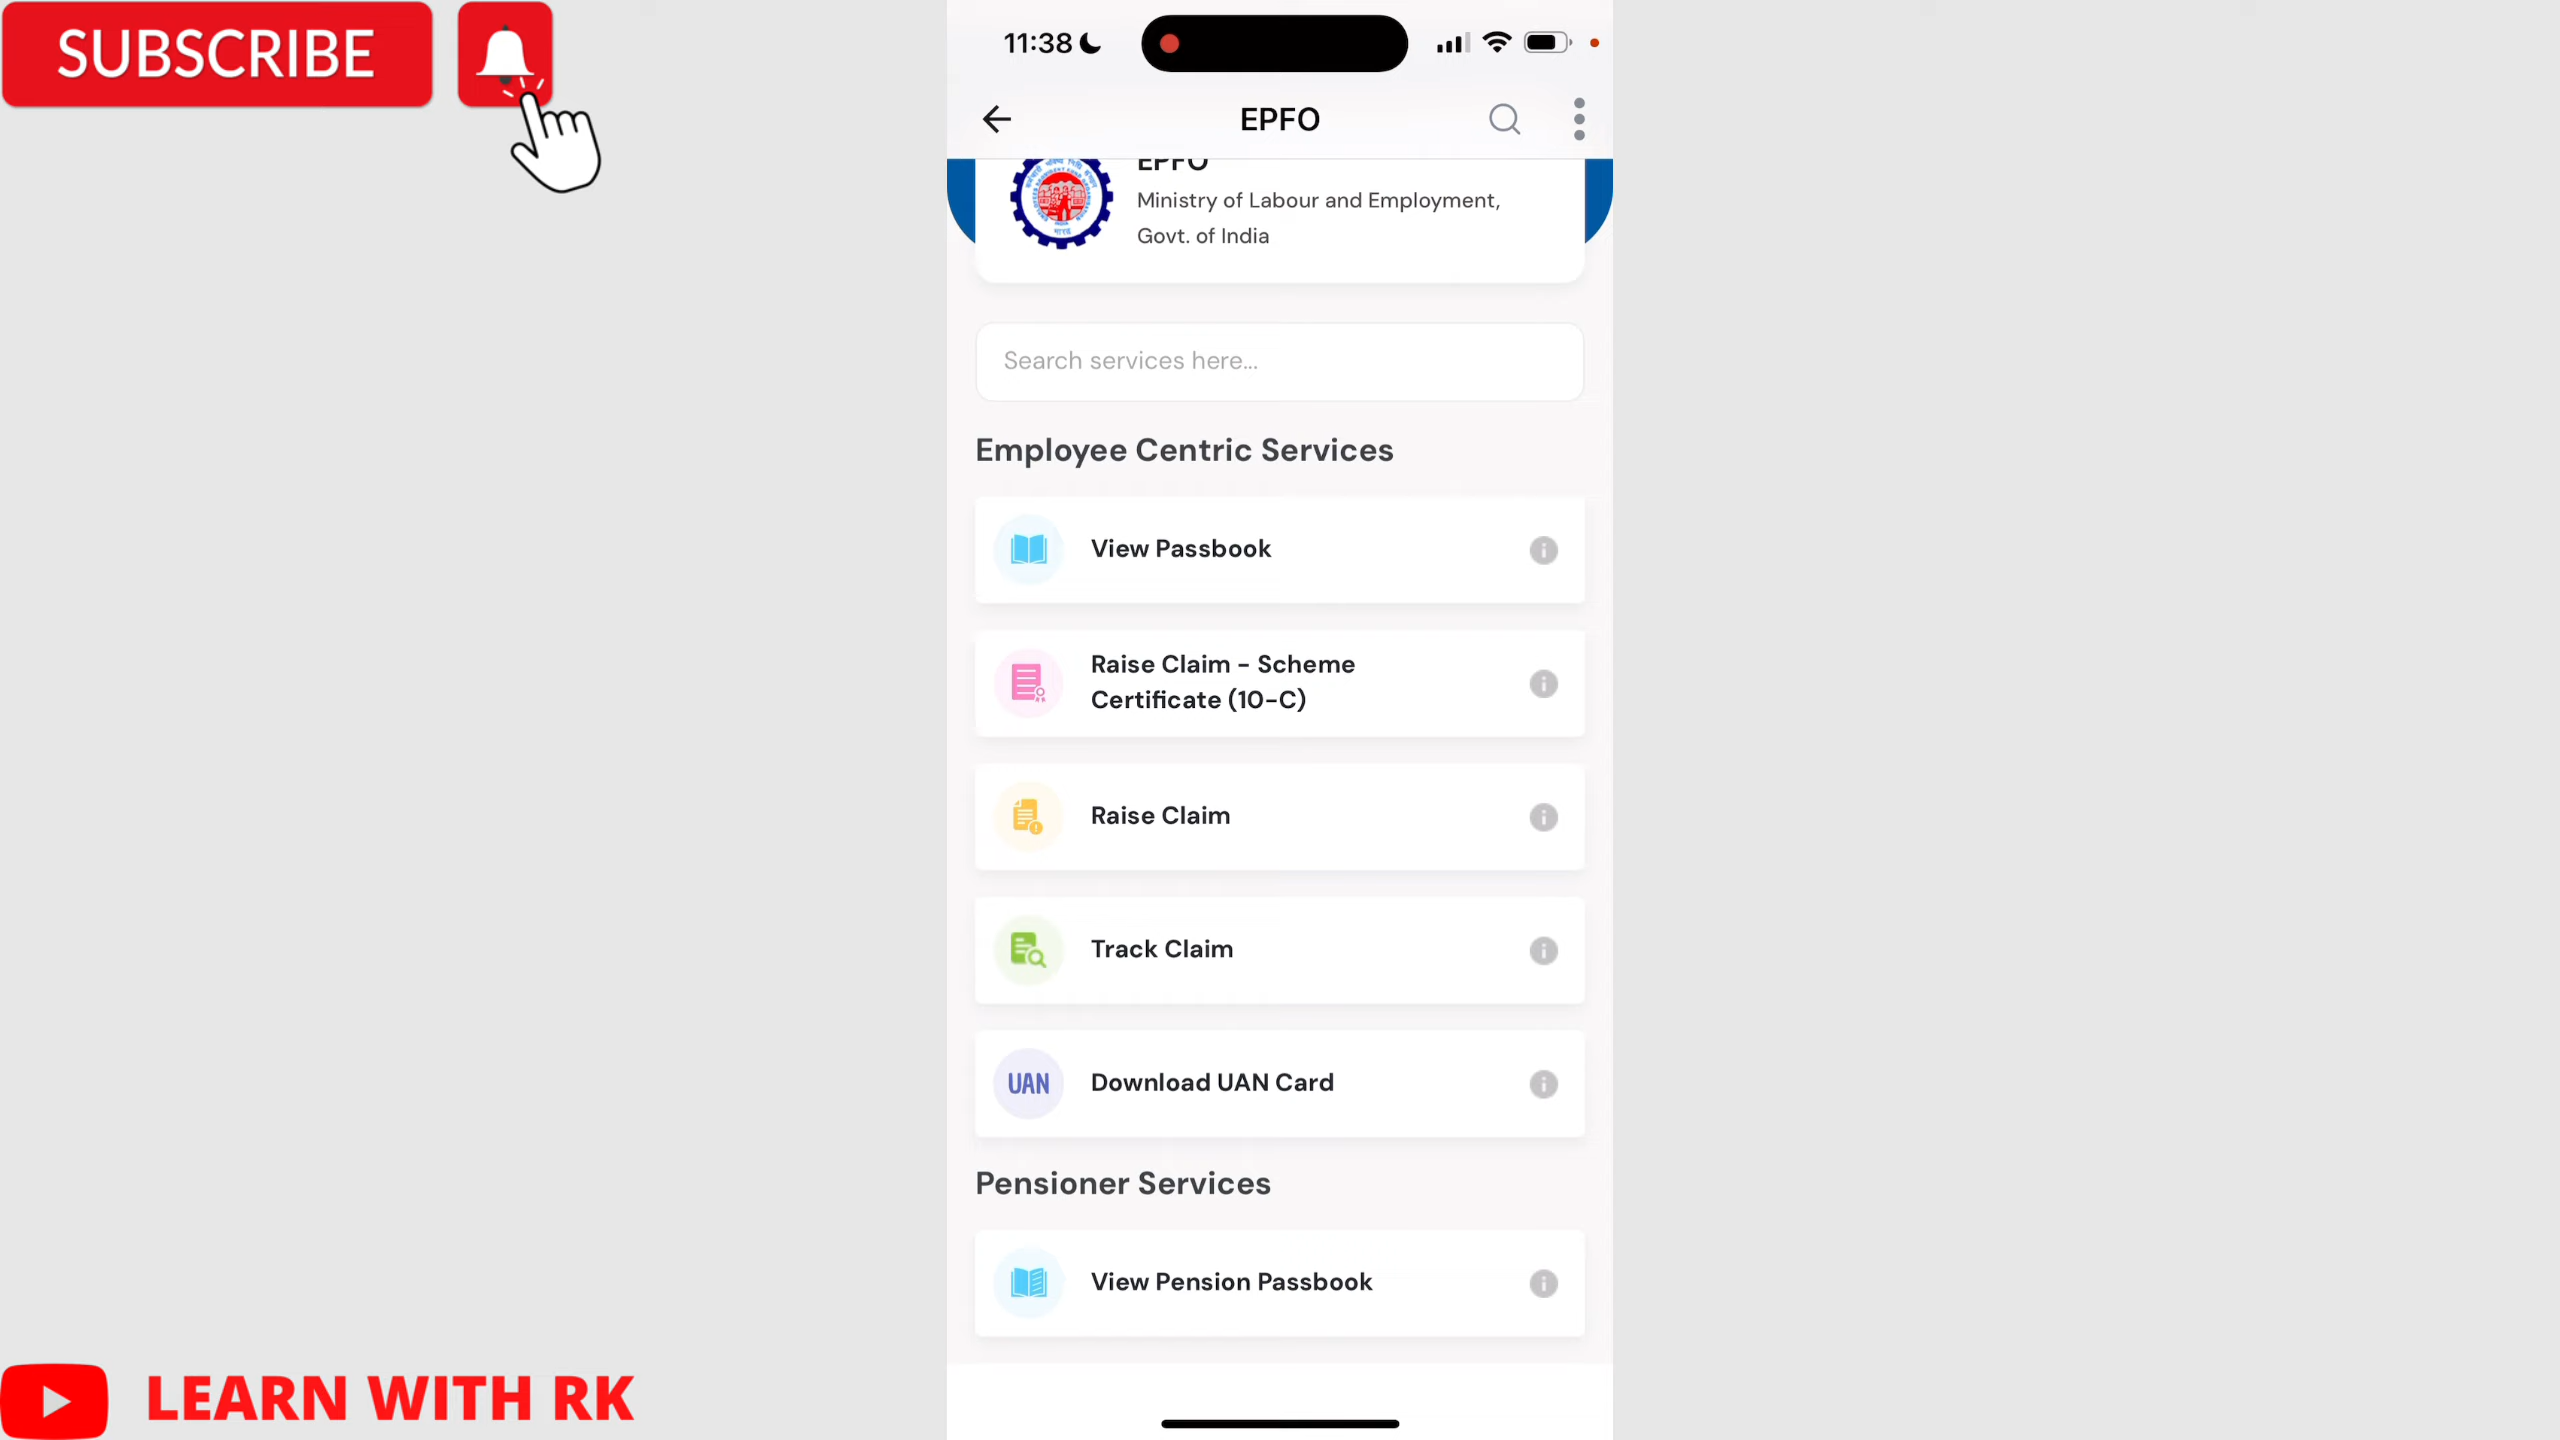 SUBSCRIBE
11:38
EPFO
EPFO
Ministry of Labour and Employment,
Govt. of India
Search services here...
Employee Centric Services
View Passbook
Raise Claim - Scheme
Certificate (10-C)
Raise Claim
Track Claim
UAN
Download UAN Card
Pensioner Services
View Pension Passbook
LEARN WITH RK